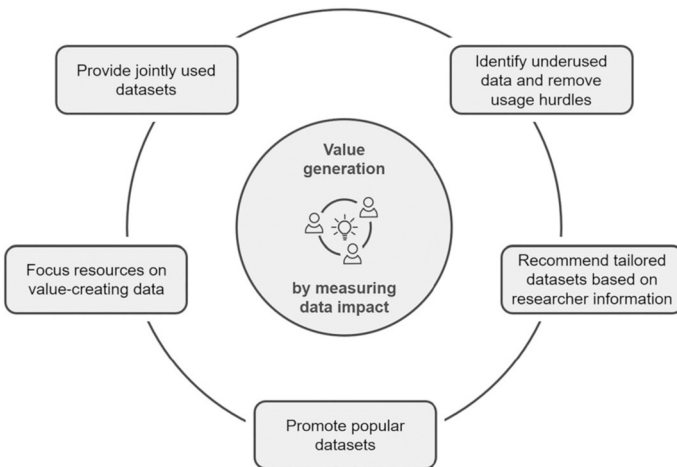 Provide jointly used
datasets
Identify underused
data and remove
usage hurdles
Value
generation
by measuring
data impact
Focus resources on
value-creating data
Recommend tailored
datasets based on
researcher information
Promote popular
datasets